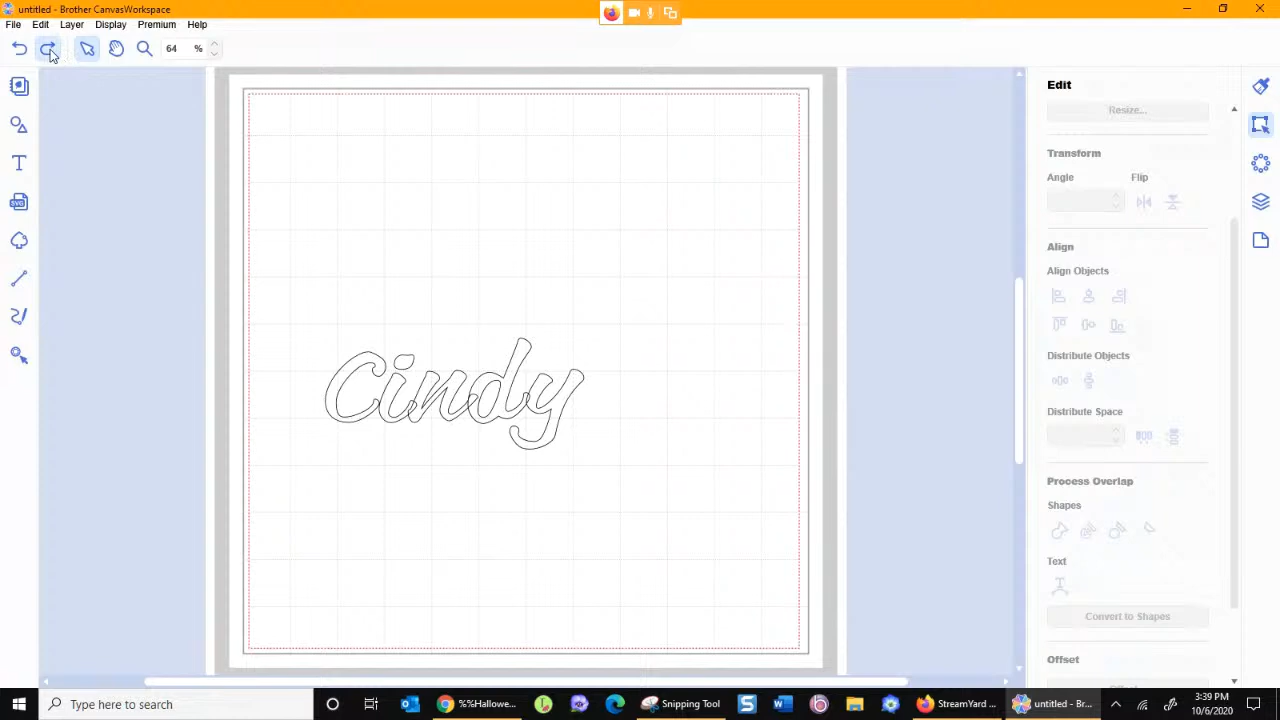 untitled - Brother CanvasWorkspace
File Edit Layer Display Premium Help
64 %
Edit
Resize...
Transform
Angle Flip
Align
Align Objects
Distribute Objects
Distribute Space
Process Overlap
Shapes
Text
Convert to Shapes
Offset
Cindy
SVG
Type here to search
%%Hallowe...
Snipping Tool
StreamYard ...
untitled - Br...
3:39 PM
10/6/2020